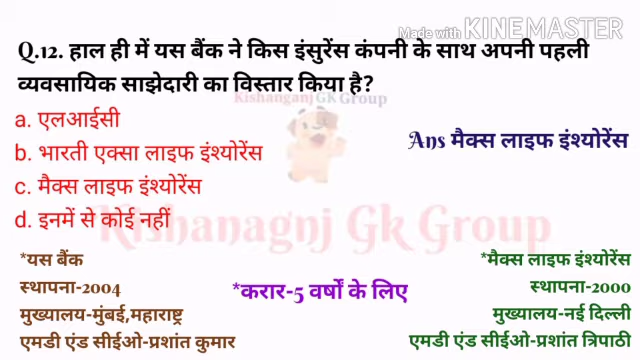 Made with KINEMASTER
Q.12. हाल ही में यस बैंक ने किस इंसुरेंस कंपनी के साथ अपनी पहली
व्यवसायिक साझेदारी का विस्तार किया है?
Kishanganj GK Group
a. एलआईसी
Ans मैक्स लाइफ इंश्योरेंस
b. भारती एक्सा लाइफ इंश्योरेंस
c. मैक्स लाइफ इंश्योरेंस
d. इनमें से कोई नहीं
Kishanagnj Gk Group
*यस बैंक
स्थापना-2004
मुख्यालय-मुंबई,महाराष्ट्र
एमडी एंड सीईओ-प्रशांत कुमार
*करार-5 वर्षों के लिए
*मैक्स लाइफ इंश्योरेंस
स्थापना-2000
मुख्यालय-नई दिल्ली
एमडी एंड सीईओ-प्रशांत त्रिपाठी